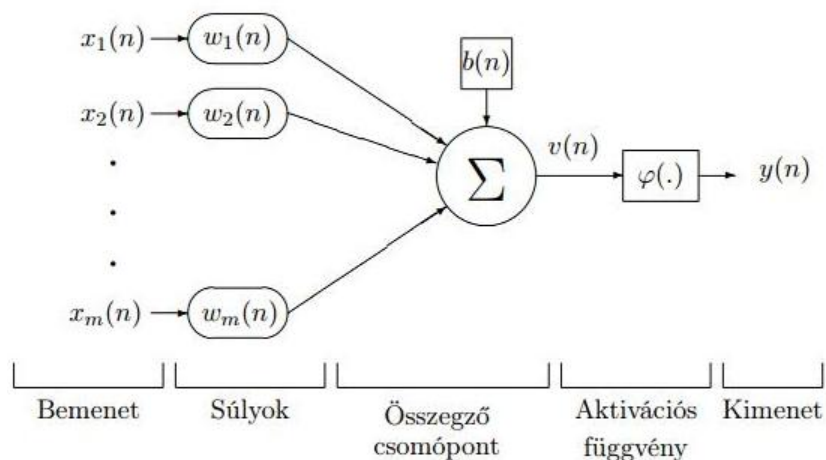 x₁(n) w₁(n)
b(n)
x₂(n) w₂(n)
v(n)
∑ φ(.) y(n)
xₘ(n) wₘ(n)
Bemenet Súlyok Összegző csomópont Aktivációs függvény Kimenet